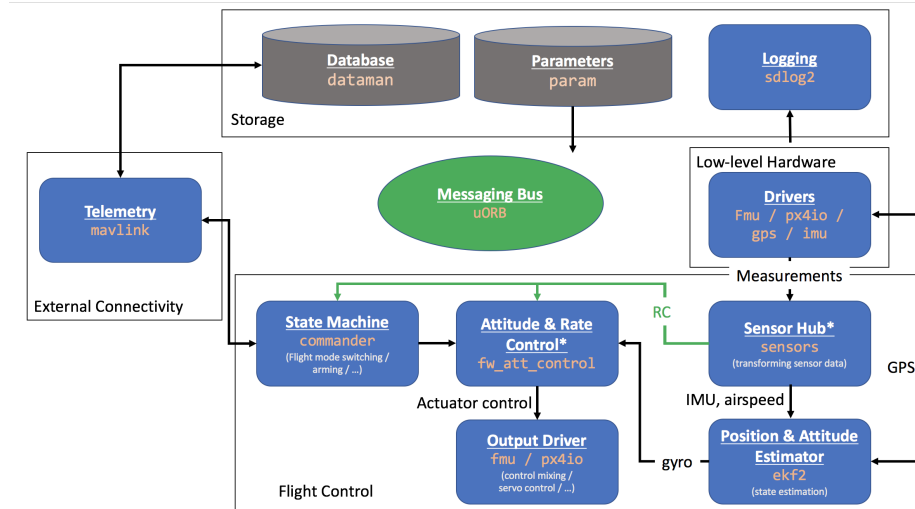 Database
dataman
Parameters
param
Logging
sdlog2
Storage
Low-level Hardware
Messaging Bus
uORB
Telemetry
mavlink
Drivers
Fmu / px4io /
gps / imu
External Connectivity
Measurements
RC
State Machine
commander
(Flight mode switching /
arming / ...)
Attitude & Rate
Control*
fw_att_control
Sensor Hub*
sensors
(transforming sensor data)
GPS
Actuator control
IMU, airspeed
Output Driver
fmu / px4io
(control mixing /
servo control / ...)
gyro
Position & Attitude
Estimator
ekf2
(state estimation)
Flight Control